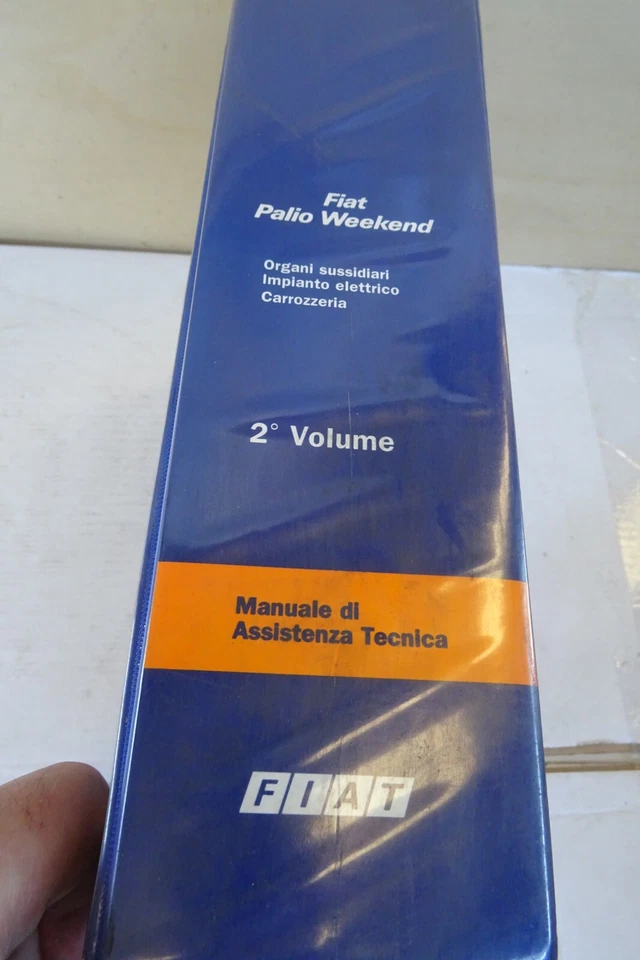 Fiat
Palio Weekend
Organi sussidiari
Impianto elettrico
Carrozzeria
2° Volume
Manuale di
Assistenza Tecnica
FIAT